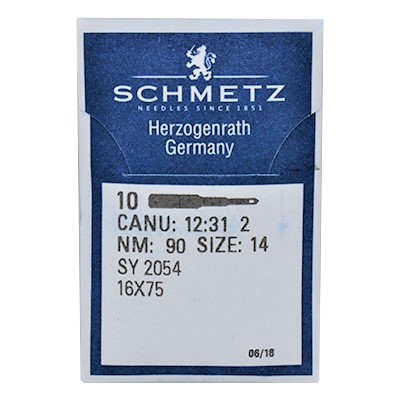 SCHMETZ
NEEDLES SINCE 1851
Herzogenrath
Germany
10
CANU: 12:31 2
NM: 90 SIZE: 14
SY 2054
16X75
06/18